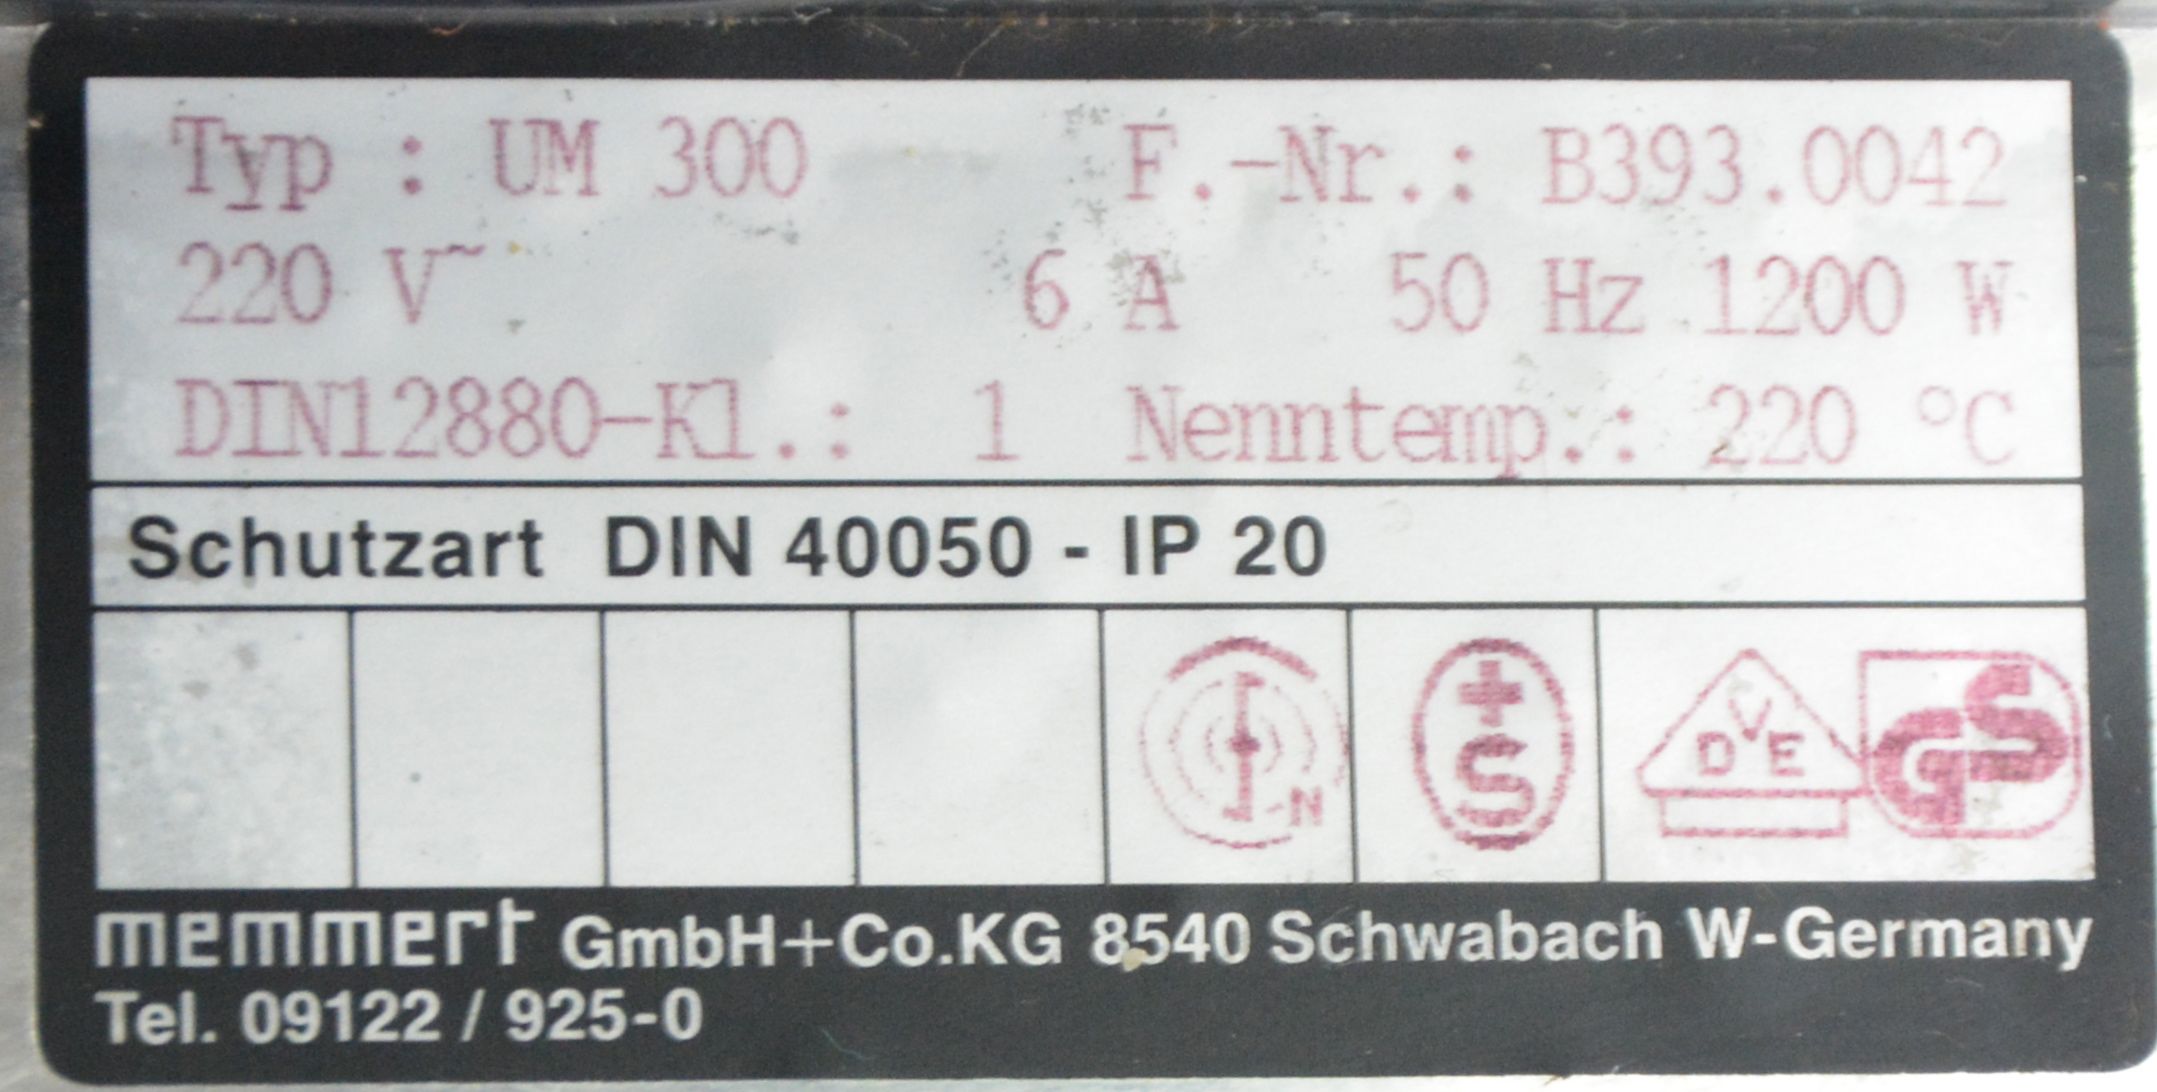 Typ : UM 300 F.-Nr.: B393.0042
220 V~ 6 A 50 Hz 1200 W
DIN12880-Kl.: 1 Nenntemp.: 220 °C
Schutzart DIN 40050 - IP 20
N +S DVE GS
memmert GmbH+Co.KG 8540 Schwabach W-Germany
Tel. 09122 / 925-0